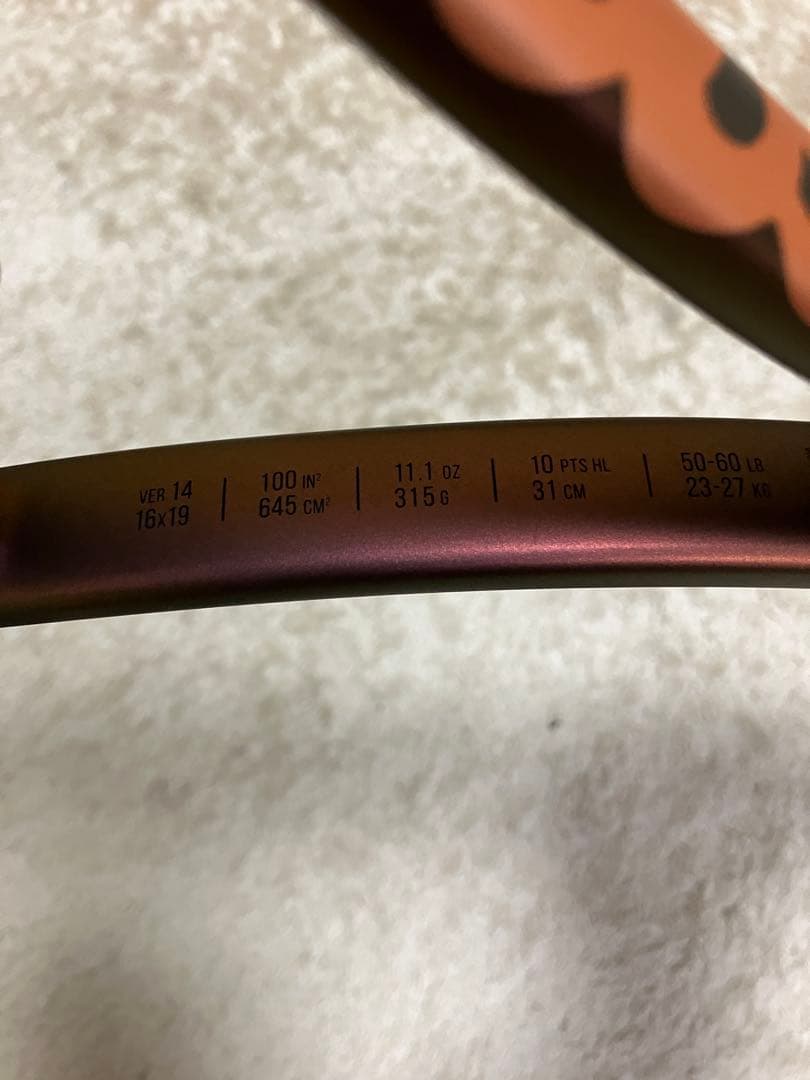 VER 14
16x19
100 IN²
645 CM²
11.1 OZ
315 G
10 PTS HL
31 CM
50-60 LB
23-27 KG